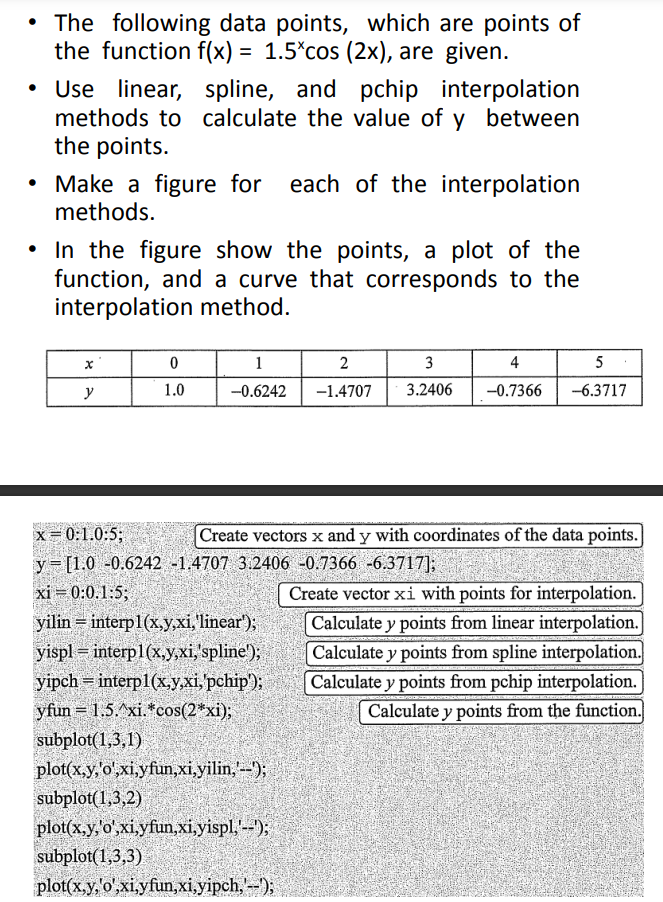 • The following data points, which are points of
the function f(x) = 1.5ˣcos (2x), are given.
• Use linear, spline, and pchip interpolation
methods to calculate the value of y between
the points.
• Make a figure for each of the interpolation
methods.
• In the figure show the points, a plot of the
function, and a curve that corresponds to the
interpolation method.
x 0 1 2 3 4 5
y 1.0 −0.6242 −1.4707 3.2406 −0.7366 −6.3717
x = 0:1.0:5; Create vectors x and y with coordinates of the data points.
y = [1.0 -0.6242 -1.4707 3.2406 -0.7366 -6.3717];
xi = 0:0.1:5; Create vector xi with points for interpolation.
yilin = interp1(x,y,xi,'linear'); Calculate y points from linear interpolation.
yispl = interp1(x,y,xi,'spline'); Calculate y points from spline interpolation.
yipch = interp1(x,y,xi,'pchip'); Calculate y points from pchip interpolation.
yfun = 1.5.^xi.*cos(2*xi); Calculate y points from the function.
subplot(1,3,1)
plot(x,y,'o',xi,yfun,xi,yilin,'--');
subplot(1,3,2)
plot(x,y,'o',xi,yfun,xi,yispl,'--');
subplot(1,3,3)
plot(x,y,'o',xi,yfun,xi,yipch,'--');